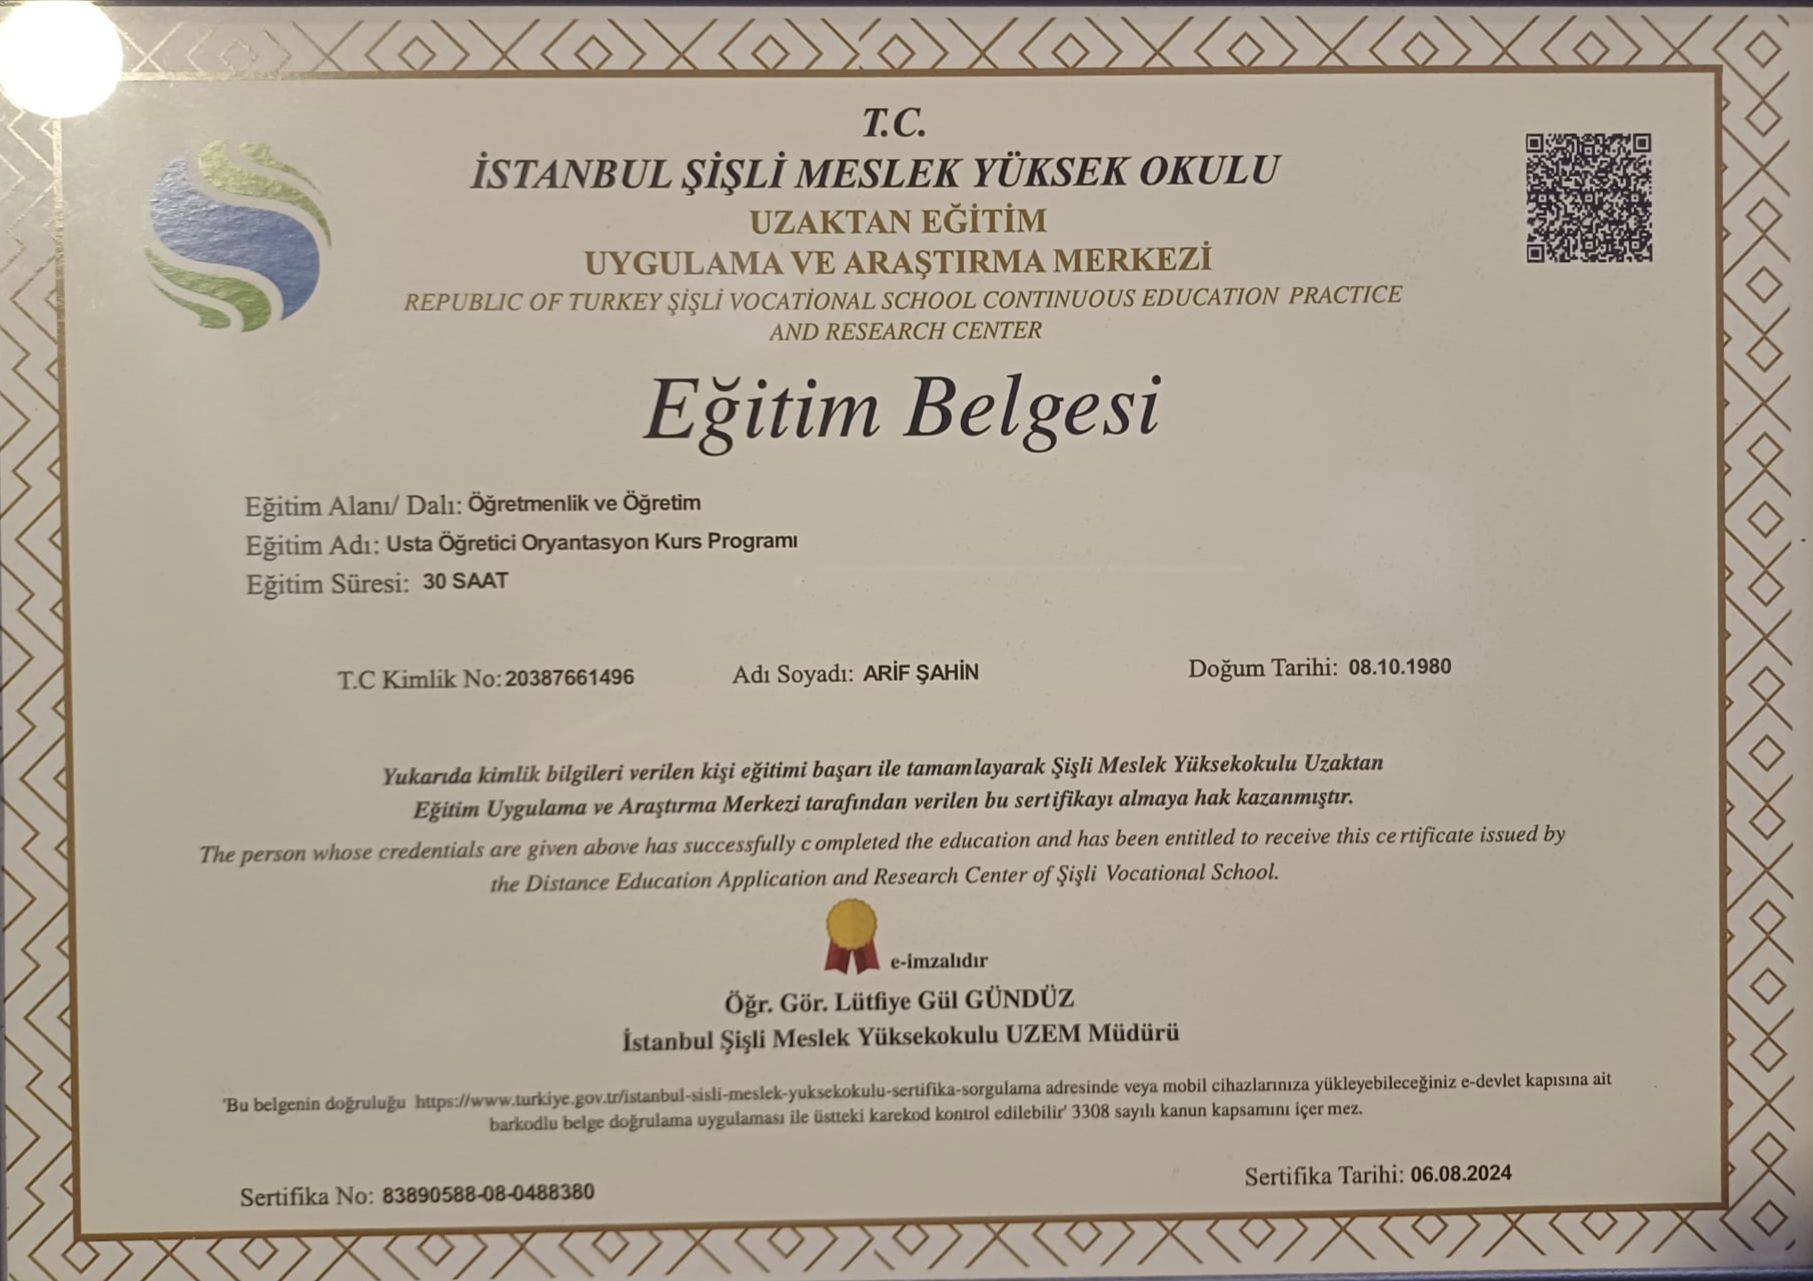 T.C.
İSTANBUL ŞİŞLİ MESLEK YÜKSEK OKULU
UZAKTAN EĞİTİM
UYGULAMA VE ARAŞTIRMA MERKEZİ
REPUBLIC OF TURKEY ŞİŞLİ VOCATİONAL SCHOOL CONTINUOUS EDUCATION PRACTICE
AND RESEARCH CENTER
Eğitim Belgesi
Eğitim Alanı/ Dalı: Öğretmenlik ve Öğretim
Eğitim Adı: Usta Öğretici Oryantasyon Kurs Programı
Eğitim Süresi: 30 SAAT
T.C Kimlik No: 20387661496 Adı Soyadı: ARİF ŞAHİN Doğum Tarihi: 08.10.1980
Yukarıda kimlik bilgileri verilen kişi eğitimi başarı ile tamamlayarak Şişli Meslek Yüksekokulu Uzaktan
Eğitim Uygulama ve Araştırma Merkezi tarafından verilen bu sertifikayı almaya hak kazanmıştır.
The person whose credentials are given above has successfully c ompleted the education and has been entitled to receive this ce rtificate issued by
the Distance Education Application and Research Center of Şişli Vocational School.
e-imzalıdır
Öğr. Gör. Lütfiye Gül GÜNDÜZ
İstanbul Şişli Meslek Yüksekokulu UZEM Müdürü
'Bu belgenin doğruluğu https://www.turkiye.gov.tr/istanbul-sisli-meslek-yuksekokulu-sertifika-sorgulama adresinde veya mobil cihazlarınıza yükleyebileceğiniz e-devlet kapısına ait
barkodlu belge doğrulama uygulaması ile üstteki karekod kontrol edilebilir' 3308 sayılı kanun kapsamını içer mez.
Sertifika No: 83890588-08-0488380 Sertifika Tarihi: 06.08.2024